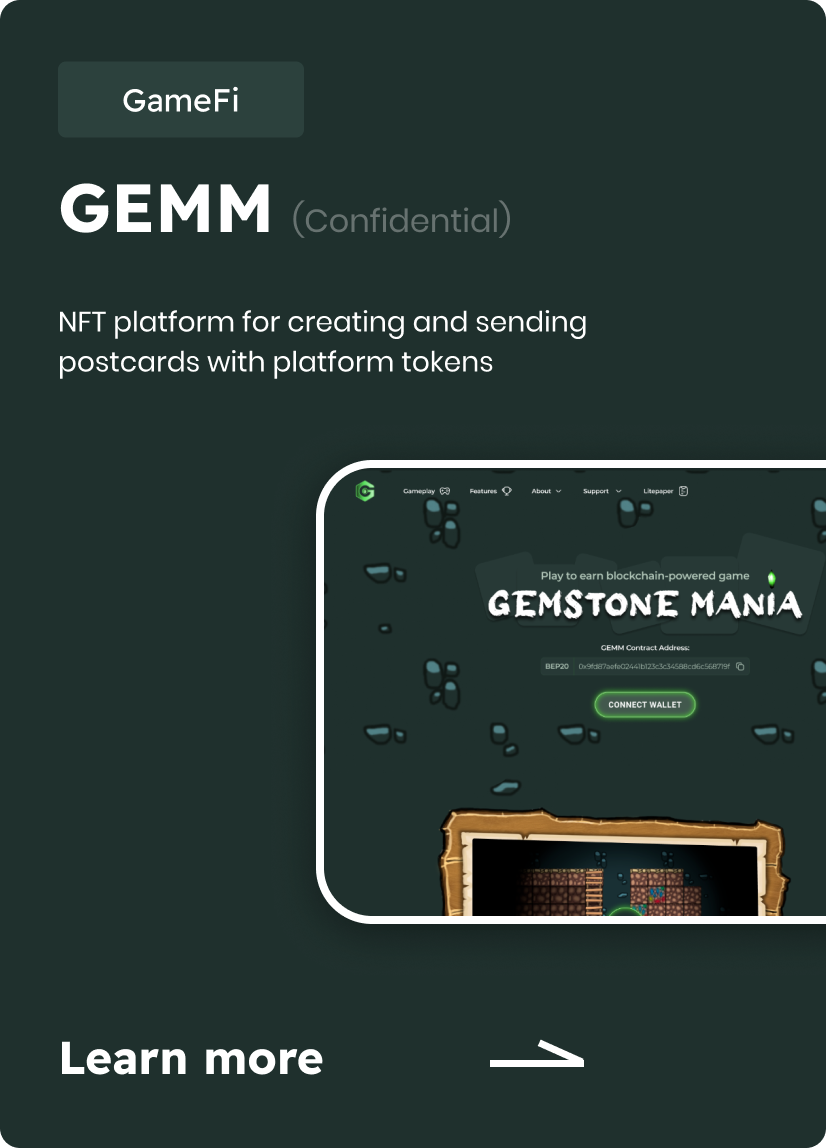 GameFi
GEMM (Confidential)
NFT platform for creating and sending
postcards with platform tokens
Gameplay Features About Support Litepaper
Play to earn blockchain-powered game
GEMSTONE MANIA
GEMM Contract Address:
BEP20
CONNECT WALLET
Learn more